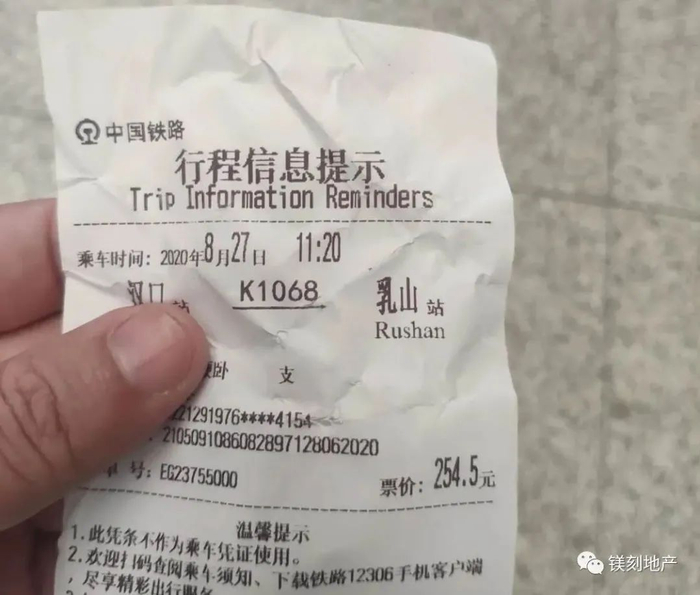 中国铁路
行程信息提示
Trip Information Reminders
乘车时间：2020年8月27日 11:20
汉口站 K1068 乳山站
Rushan
卧 支
221291976****4154
：2105091086082897128062020
号：EG23755000 票价：254.5元
温馨提示
1.此凭条不作为乘车凭证使用。
2.欢迎扫码查阅乘车须知、下载铁路12306手机客户端
，尽享精彩出行服务
镁刻地产